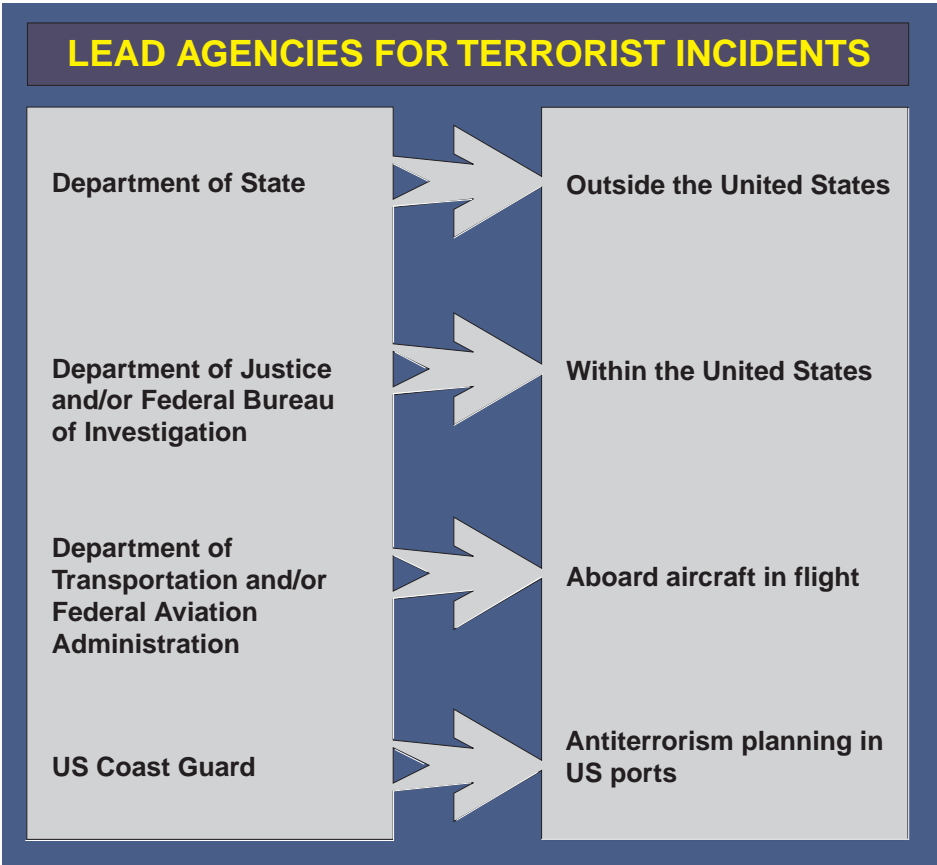 LEAD AGENCIES FOR TERRORIST INCIDENTS
Department of State
Outside the United States
Department of Justice
and/or Federal Bureau
of Investigation
Within the United States
Department of
Transportation and/or
Federal Aviation
Administration
Aboard aircraft in flight
US Coast Guard
Antiterrorism planning in
US ports